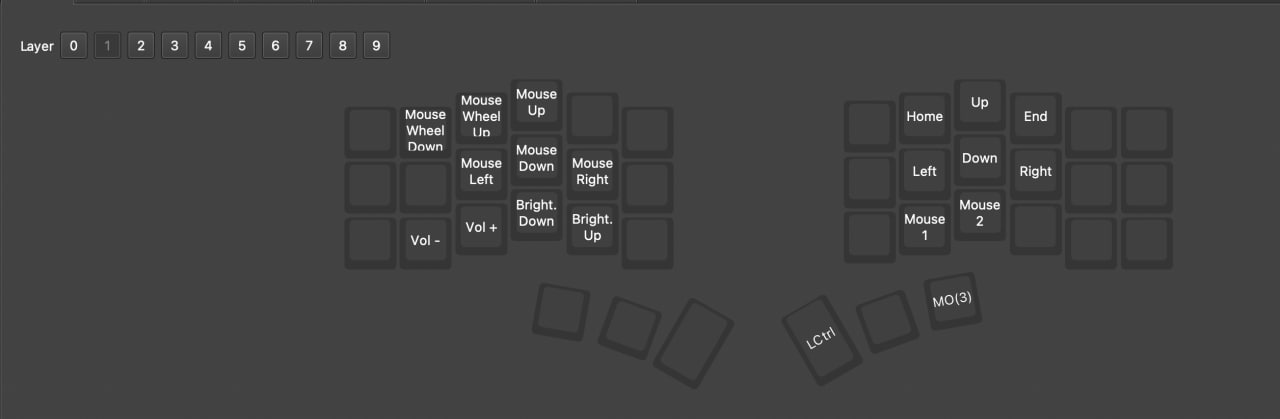 Layer 0 1 2 3 4 5 6 7 8 9
Mouse
Wheel
Down
Mouse
Wheel
Up
Mouse
Up
Home
Up
End
Mouse
Left
Mouse
Down
Mouse
Right
Left
Down
Right
Vol -
Vol +
Bright.
Down
Bright.
Up
Mouse
1
Mouse
2
LCtrl
MO(3)